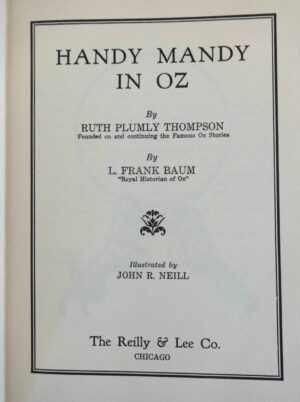 HANDY MANDY
IN OZ
By
RUTH PLUMLY THOMPSON
Founded on and continuing the Famous Oz Stories
By
L. FRANK BAUM
"Royal Historian of Oz"
Illustrated by
JOHN R. NEILL
The Reilly & Lee Co.
CHICAGO